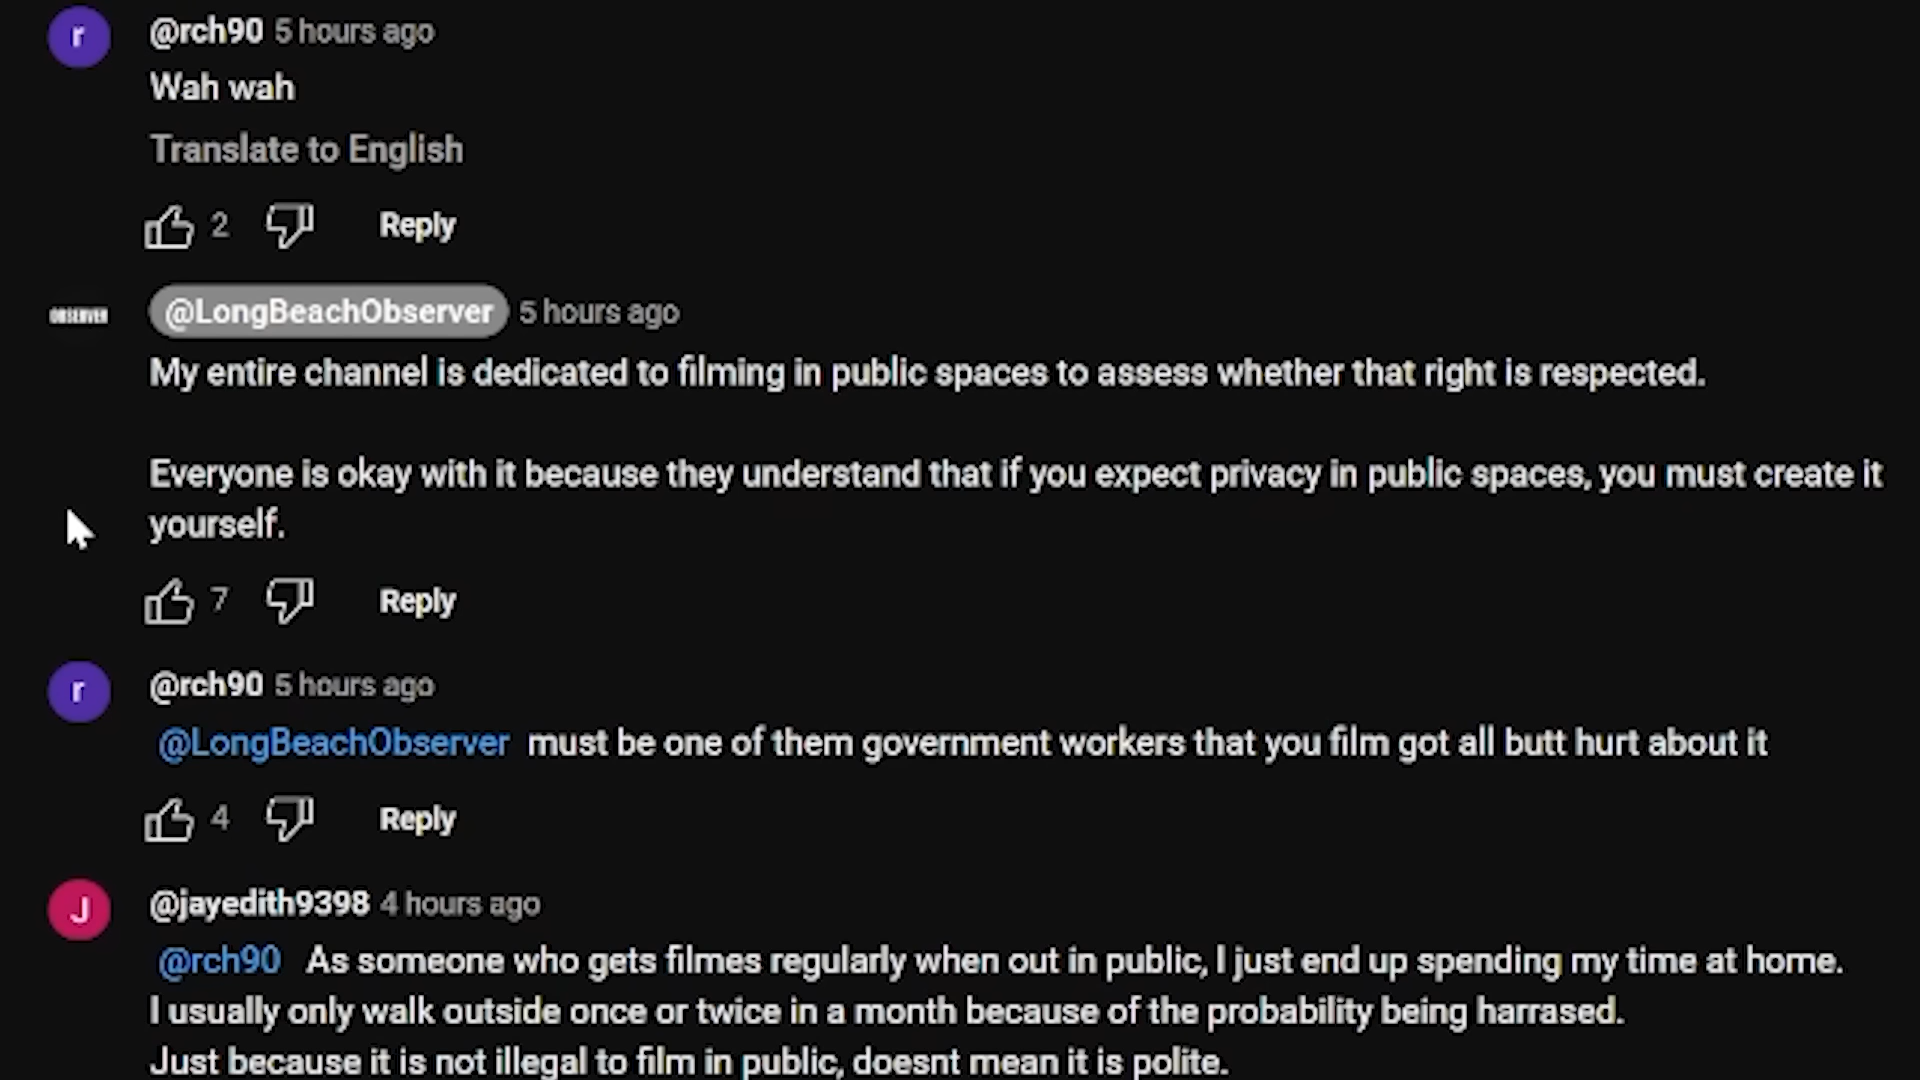 r
@rch90 5 hours ago
Wah wah
Translate to English
2 Reply
OBSERVER
@LongBeachObserver 5 hours ago
My entire channel is dedicated to filming in public spaces to assess whether that right is respected.
Everyone is okay with it because they understand that if you expect privacy in public spaces, you must create it
yourself.
7 Reply
r
@rch90 5 hours ago
@LongBeachObserver must be one of them government workers that you film got all butt hurt about it
4 Reply
J
@jayedith9398 4 hours ago
@rch90 As someone who gets filmes regularly when out in public, I just end up spending my time at home.
I usually only walk outside once or twice in a month because of the probability being harrased.
Just because it is not illegal to film in public, doesnt mean it is polite.